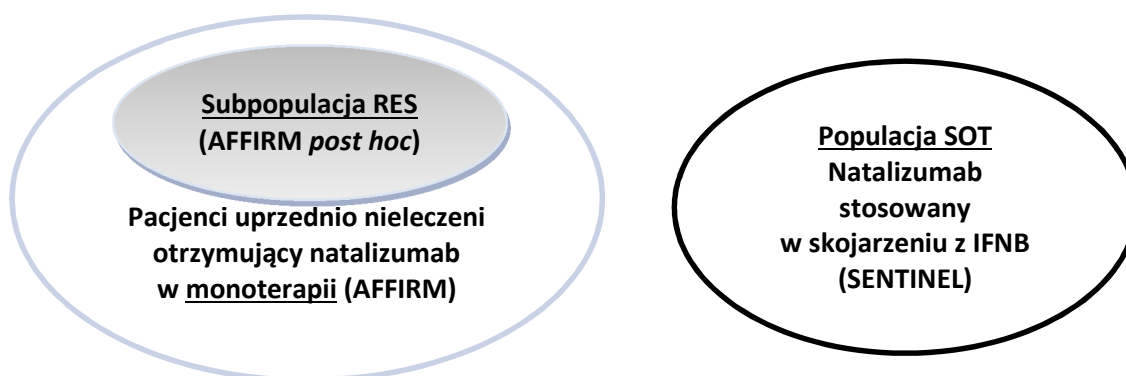 Subpopulacja RES
(AFFIRM post hoc)
Pacjenci uprzednio nieleczeni
otrzymujący natalizumab
w monoterapii (AFFIRM)
Populacja SOT
Natalizumab
stosowany
w skojarzeniu z IFNB
(SENTINEL)